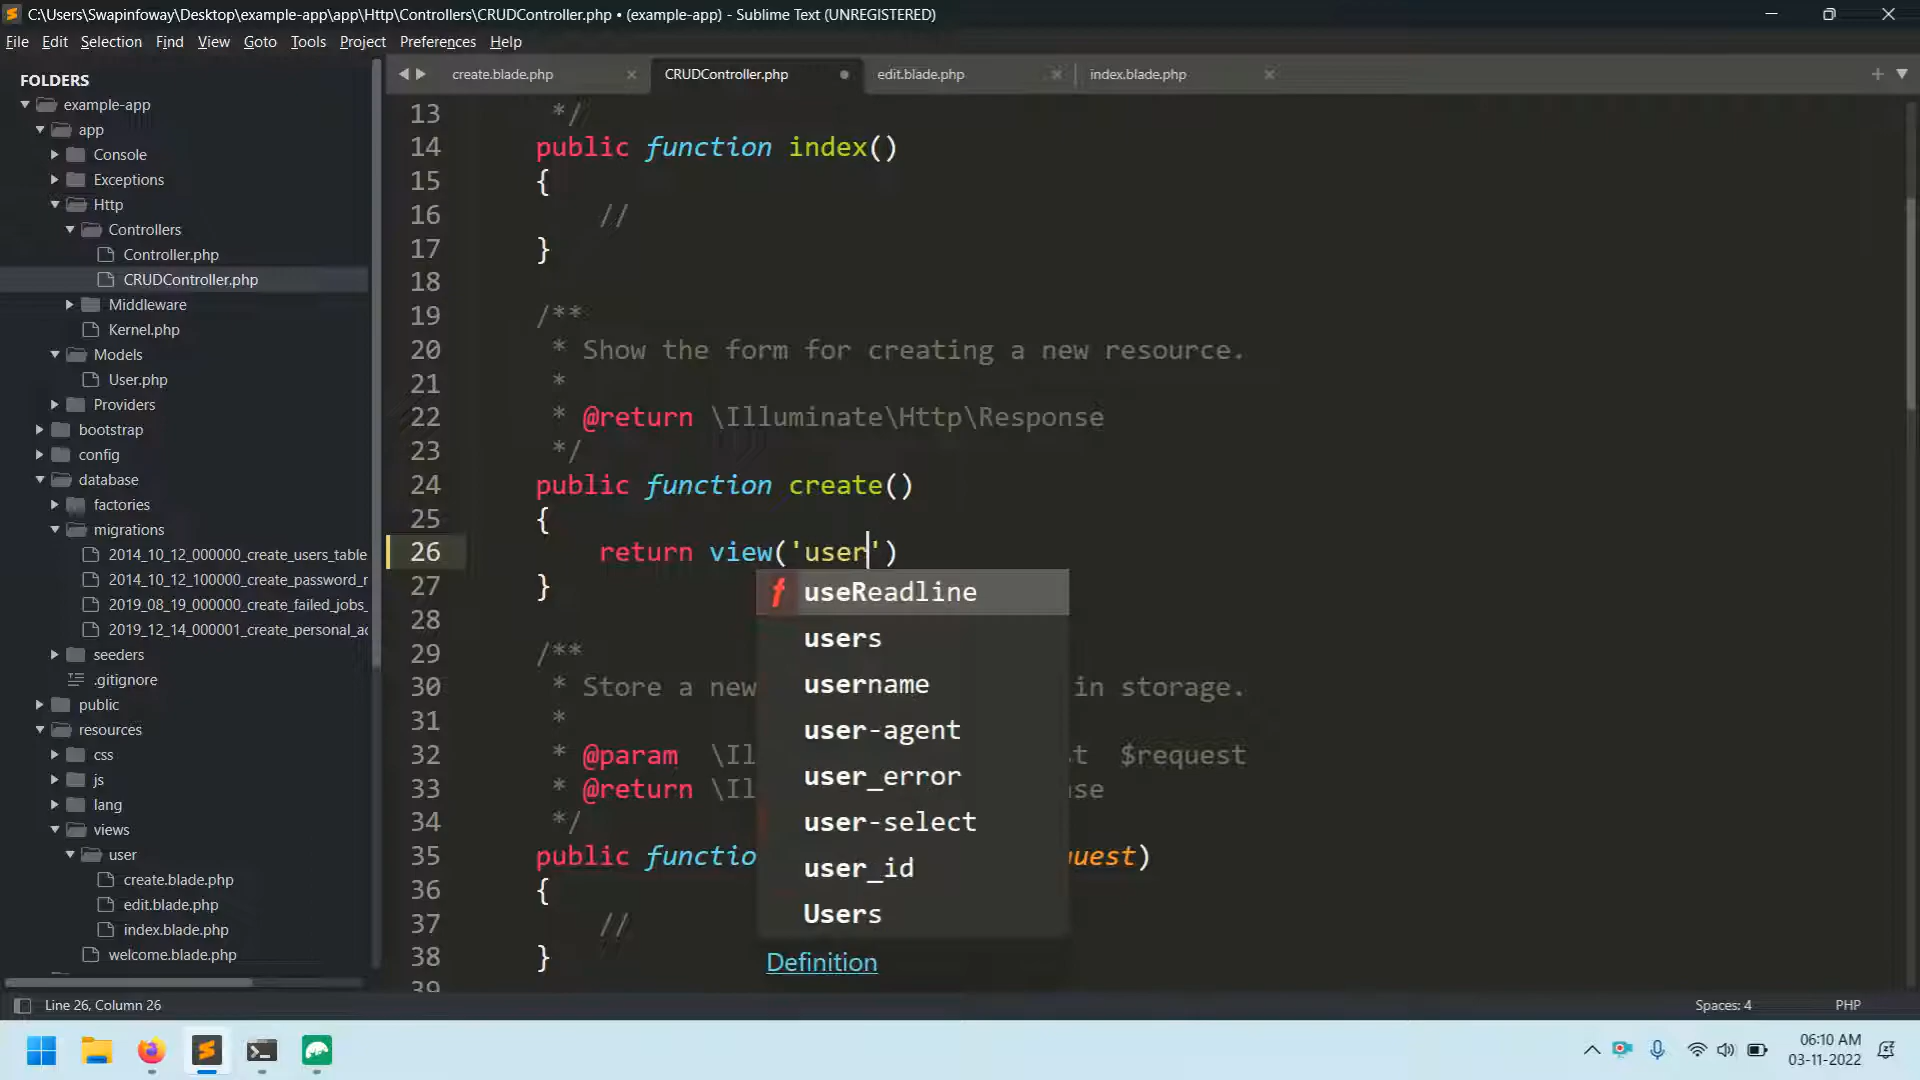 C:\Users\Swapinfoway\Desktop\example-app\app\Http\Controllers\CRUDController.php • (example-app) - Sublime Text (UNREGISTERED)
File Edit Selection Find View Goto Tools Project Preferences Help
FOLDERS
example-app
app
Console
Exceptions
Http
Controllers
Controller.php
CRUDController.php
Middleware
Kernel.php
Models
User.php
Providers
bootstrap
config
database
factories
migrations
2014_10_12_000000_create_users_table
2014_10_12_100000_create_password_r
2019_08_19_000000_create_failed_jobs_
2019_12_14_000001_create_personal_ac
seeders
.gitignore
public
resources
css
js
lang
views
user
create.blade.php
edit.blade.php
index.blade.php
welcome.blade.php
create.blade.php CRUDController.php edit.blade.php index.blade.php
13 */
14 public function index()
15 {
16 //
17 }
18
19 /**
20 * Show the form for creating a new resource.
21 *
22 * @return \Illuminate\Http\Response
23 */
24 public function create()
25 {
26 return view('user')
27 }
28
29 /**
30 * Store a new in storage.
31 *
32 * @param \Il t $request
33 * @return \Il se
34 */
35 public functio quest)
36 {
37 //
38 }
39
useReadline
users
username
user-agent
user_error
user-select
user_id
Users
Definition
Line 26, Column 26 Spaces: 4 PHP
06:10 AM
03-11-2022